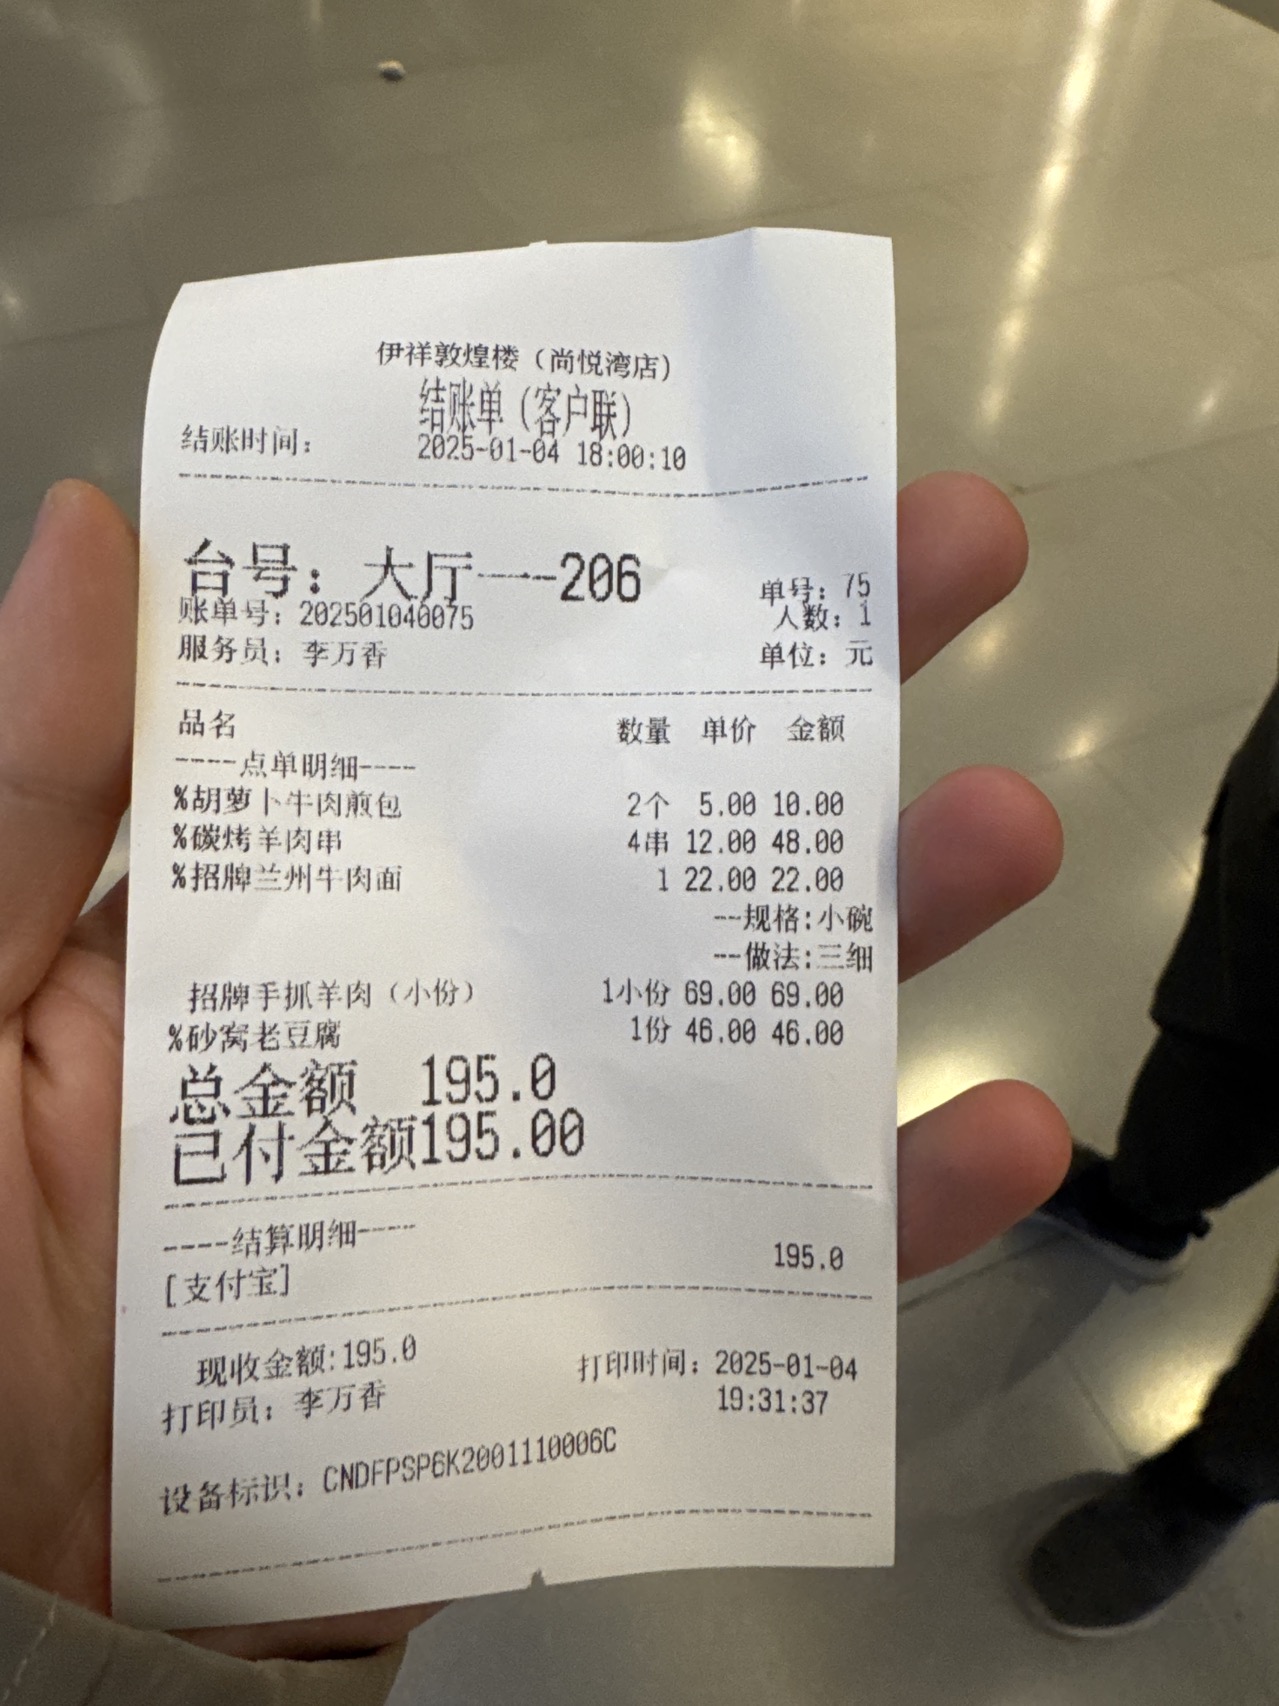 伊祥敦煌楼（尚悦湾店）
结账单（客户联）
结账时间： 2025-01-04 18:00:10
台号： 大厅---206
单号： 75
账单号：202501040075 人数：1
服务员：李万香 单位：元
品名 数量 单价 金额
----点单明细----
%胡萝卜牛肉煎包 2个 5.00 10.00
%碳烤羊肉串 4串 12.00 48.00
%招牌兰州牛肉面 1 22.00 22.00
--规格:小碗
--做法:三细
招牌手抓羊肉（小份） 1小份 69.00 69.00
%砂窝老豆腐 1份 46.00 46.00
总金额 195.0
已付金额195.00
----结算明细----
[支付宝] 195.0
现收金额:195.0
打印员：李万香 打印时间：2025-01-04
19:31:37
设备标识：CNDFPSP6K2001110006C